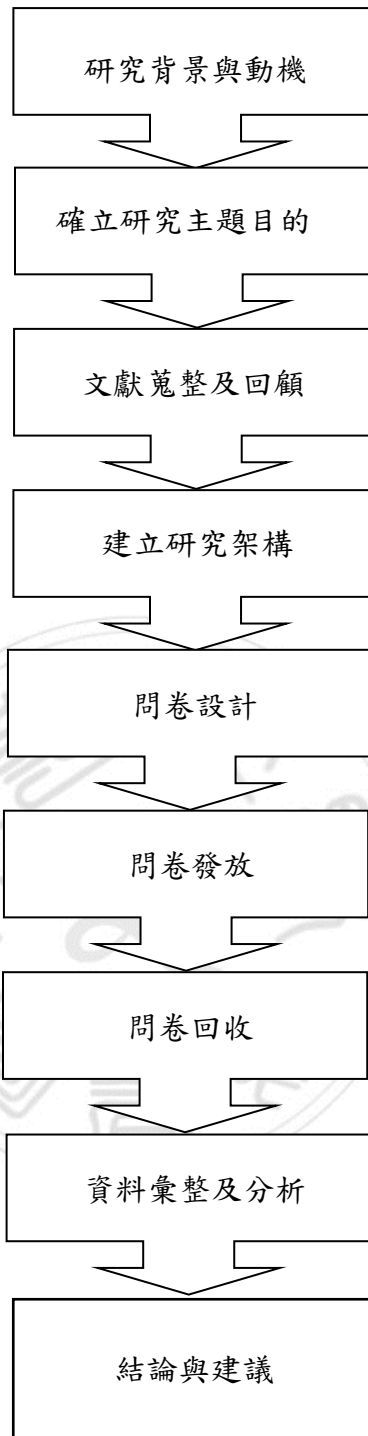 研究背景與動機
確立研究主題目的
文獻蒐整及回顧
建立研究架構
問卷設計
問卷發放
問卷回收
資料彙整及分析
結論與建議